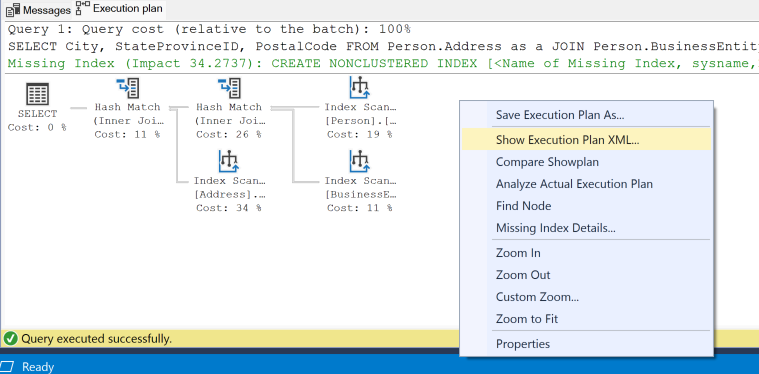 Messages Execution plan
Query 1: Query cost (relative to the batch): 100%
SELECT City, StateProvinceID, PostalCode FROM Person.Address as a JOIN Person.BusinessEntit
Missing Index (Impact 34.2737): CREATE NONCLUSTERED INDEX [<Name of Missing Index, sysname,
SELECT
Cost: 0 %
Hash Match
(Inner Joi…
Cost: 11 %
Hash Match
(Inner Joi…
Cost: 26 %
Index Scan…
[Person].[…
Cost: 19 %
Index Scan…
[Address].…
Cost: 34 %
Index Scan…
[BusinessE…
Cost: 11 %
Save Execution Plan As...
Show Execution Plan XML...
Compare Showplan
Analyze Actual Execution Plan
Find Node
Missing Index Details...
Zoom In
Zoom Out
Custom Zoom...
Zoom to Fit
Properties
Query executed successfully.
Ready